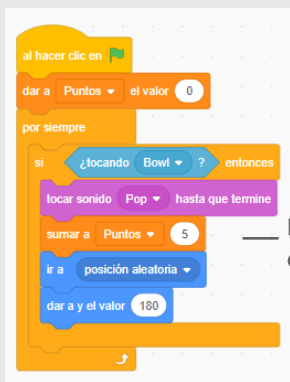 al hacer clic en
dar a Puntos el valor 0
por siempre
si ¿tocando Bowl ? entonces
tocar sonido Pop hasta que termine
sumar a Puntos 5
ir a posición aleatoria
dar a y el valor 180